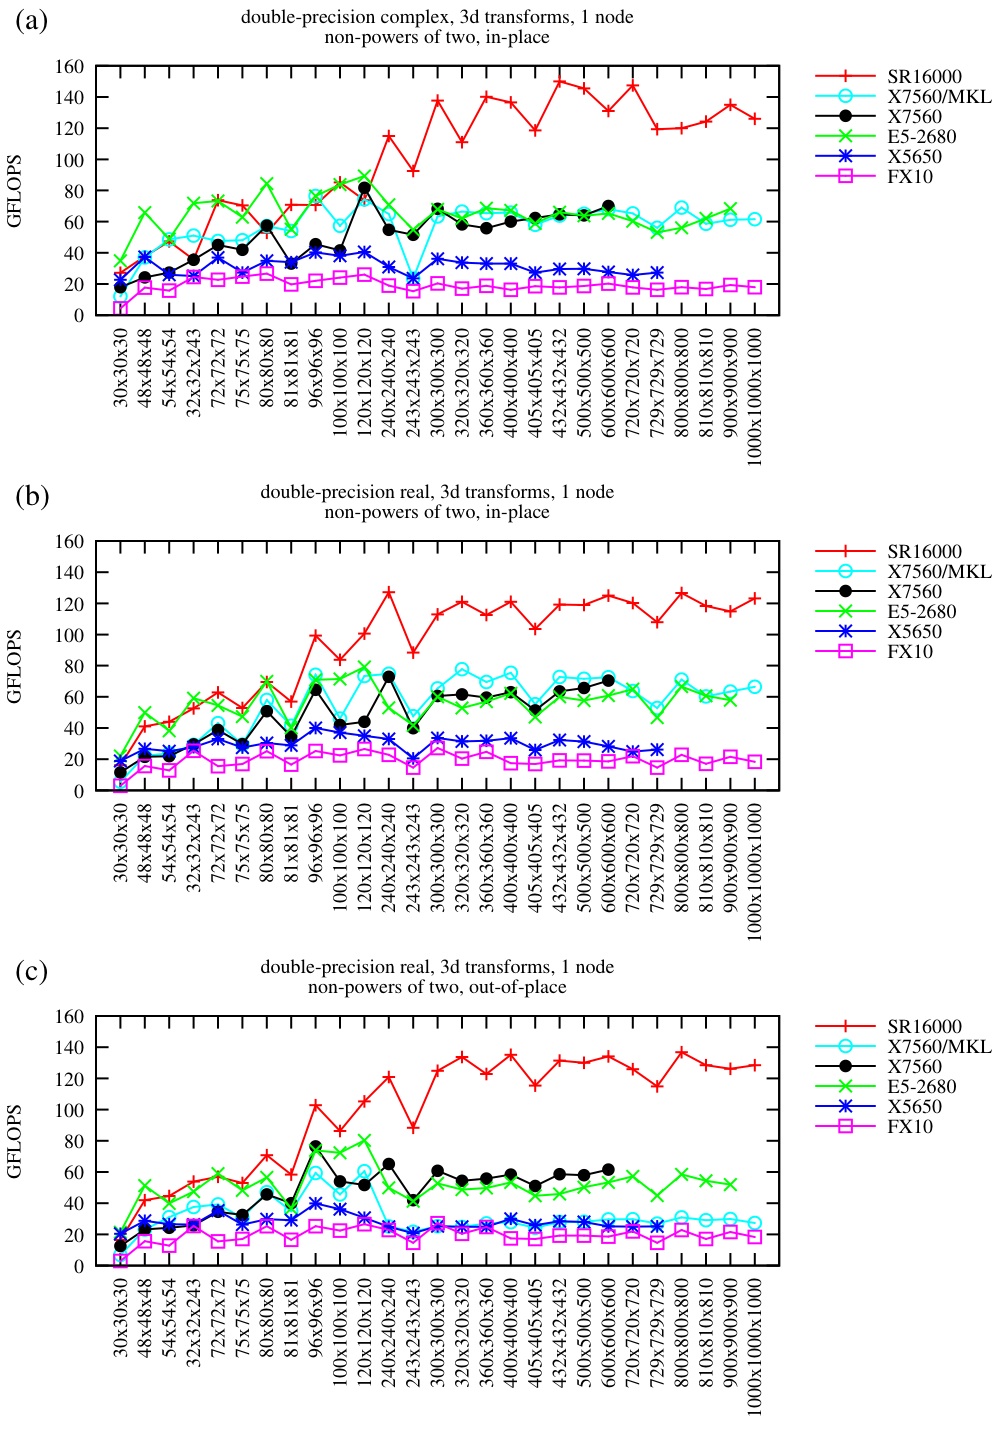 (a)
double-precision complex, 3d transforms, 1 node
non-powers of two, in-place
GFLOPS
160
140
120
100
80
60
40
20
0
30x30x30
48x48x48
54x54x54
32x32x243
72x72x72
75x75x75
80x80x80
81x81x81
96x96x96
100x100x100
120x120x120
240x240x240
243x243x243
300x300x300
320x320x320
360x360x360
400x400x400
405x405x405
432x432x432
500x500x500
600x600x600
720x720x720
729x729x729
800x800x800
810x810x810
900x900x900
1000x1000x1000
SR16000
X7560/MKL
X7560
E5-2680
X5650
FX10
(b)
double-precision real, 3d transforms, 1 node
non-powers of two, in-place
GFLOPS
160
140
120
100
80
60
40
20
0
30x30x30
48x48x48
54x54x54
32x32x243
72x72x72
75x75x75
80x80x80
81x81x81
96x96x96
100x100x100
120x120x120
240x240x240
243x243x243
300x300x300
320x320x320
360x360x360
400x400x400
405x405x405
432x432x432
500x500x500
600x600x600
720x720x720
729x729x729
800x800x800
810x810x810
900x900x900
1000x1000x1000
SR16000
X7560/MKL
X7560
E5-2680
X5650
FX10
(c)
double-precision real, 3d transforms, 1 node
non-powers of two, out-of-place
GFLOPS
160
140
120
100
80
60
40
20
0
30x30x30
48x48x48
54x54x54
32x32x243
72x72x72
75x75x75
80x80x80
81x81x81
96x96x96
100x100x100
120x120x120
240x240x240
243x243x243
300x300x300
320x320x320
360x360x360
400x400x400
405x405x405
432x432x432
500x500x500
600x600x600
720x720x720
729x729x729
800x800x800
810x810x810
900x900x900
1000x1000x1000
SR16000
X7560/MKL
X7560
E5-2680
X5650
FX10